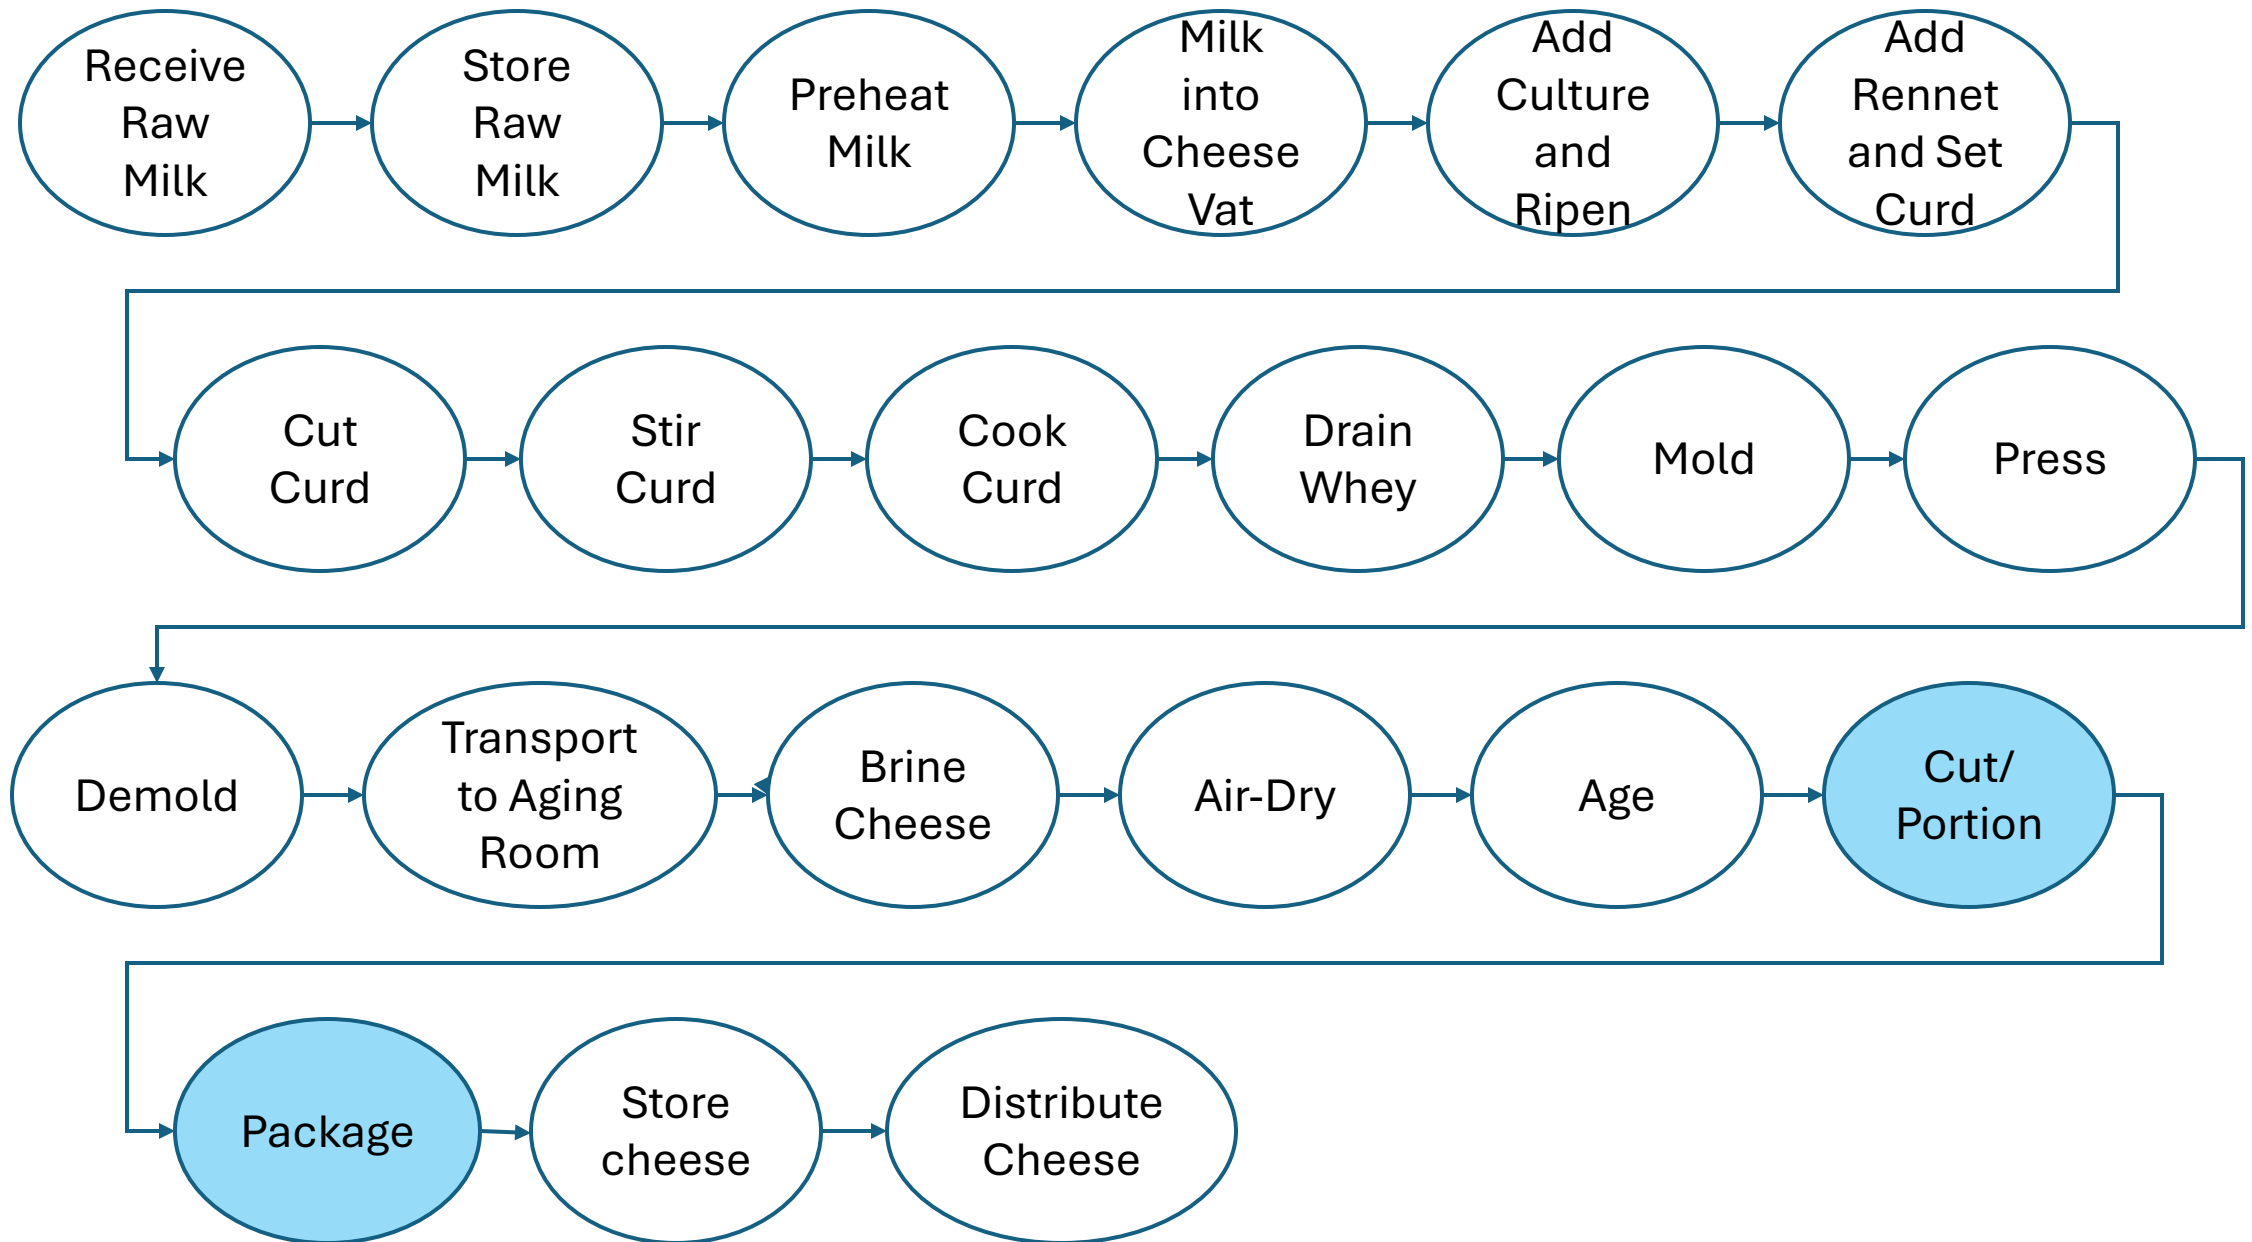 Receive
Raw
Milk
Store
Raw
Milk
Preheat
Milk
Milk
into
Cheese
Vat
Add
Culture
and
Ripen
Add
Rennet
and Set
Curd
Cut
Curd
Stir
Curd
Cook
Curd
Drain
Whey
Mold
Press
Demold
Transport
to Aging
Room
Brine
Cheese
Air-Dry
Age
Cut/
Portion
Package
Store
cheese
Distribute
Cheese